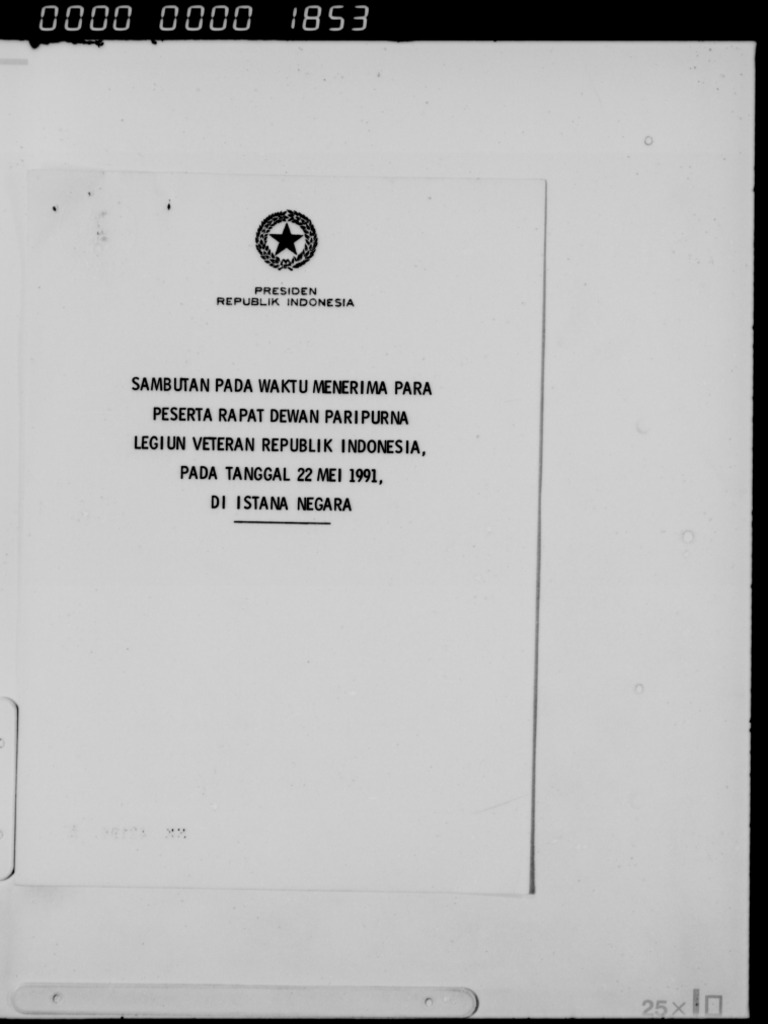 0000 0000 1853
PRESIDEN
REPUBLIK INDONESIA
SAMBUTAN PADA WAKTU MENERIMA PARA
PESERTA RAPAT DEWAN PARIPURNA
LEGIUN VETERAN REPUBLIK INDONESIA,
PADA TANGGAL 22 MEI 1991,
DI ISTANA NEGARA
25×